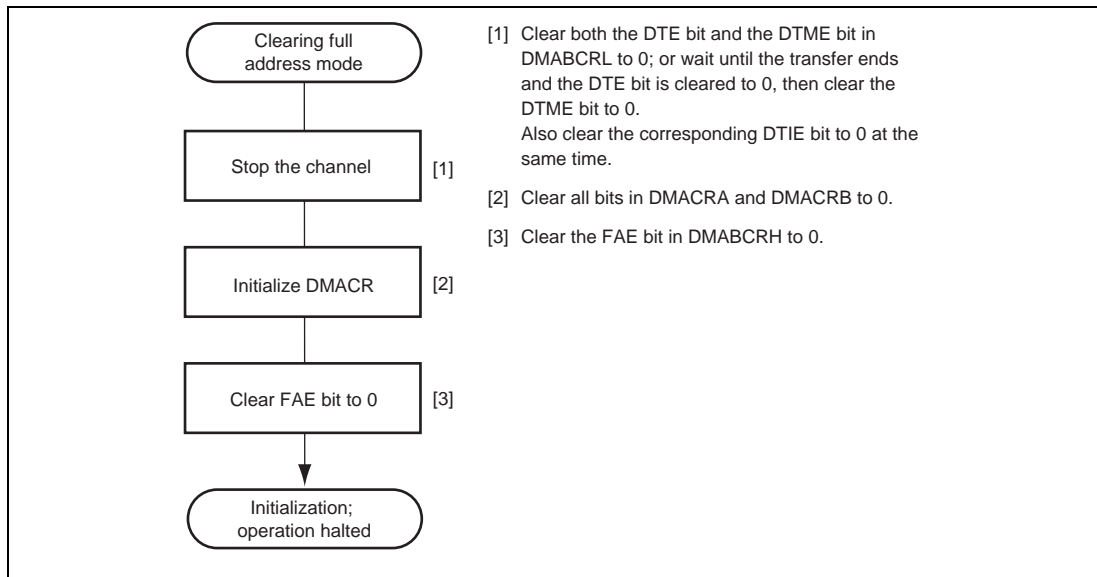 Clearing full
address mode
Stop the channel
[1]
Initialize DMACR
[2]
Clear FAE bit to 0
[3]
Initialization;
operation halted
[1] Clear both the DTE bit and the DTME bit in
DMABCRL to 0; or wait until the transfer ends
and the DTE bit is cleared to 0, then clear the
DTME bit to 0.
Also clear the corresponding DTIE bit to 0 at the
same time.
[2] Clear all bits in DMACRA and DMACRB to 0.
[3] Clear the FAE bit in DMABCRH to 0.